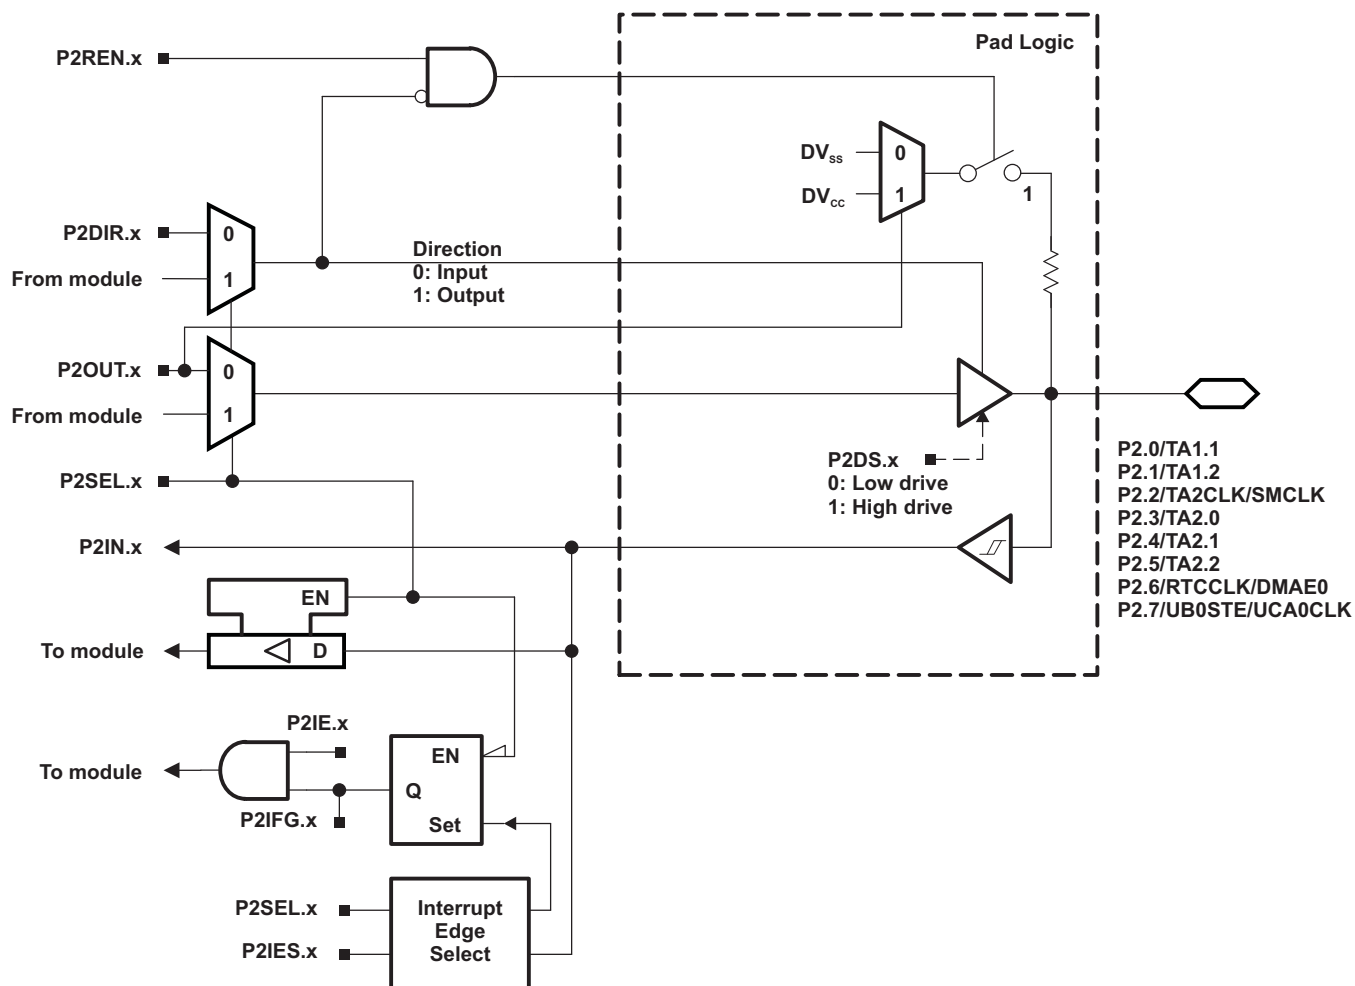 Pad Logic
P2REN.x
DVSS
0
DVCC
1
1
P2DIR.x
0
From module
1
Direction
0: Input
1: Output
P2OUT.x
0
From module
1
P2SEL.x
P2DS.x
0: Low drive
1: High drive
P2.0/TA1.1
P2.1/TA1.2
P2.2/TA2CLK/SMCLK
P2.3/TA2.0
P2.4/TA2.1
P2.5/TA2.2
P2.6/RTCCLK/DMAE0
P2.7/UB0STE/UCA0CLK
P2IN.x
EN
To module
D
P2IE.x
EN
To module
Q
P2IFG.x
Set
P2SEL.x
P2IES.x
Interrupt
Edge
Select